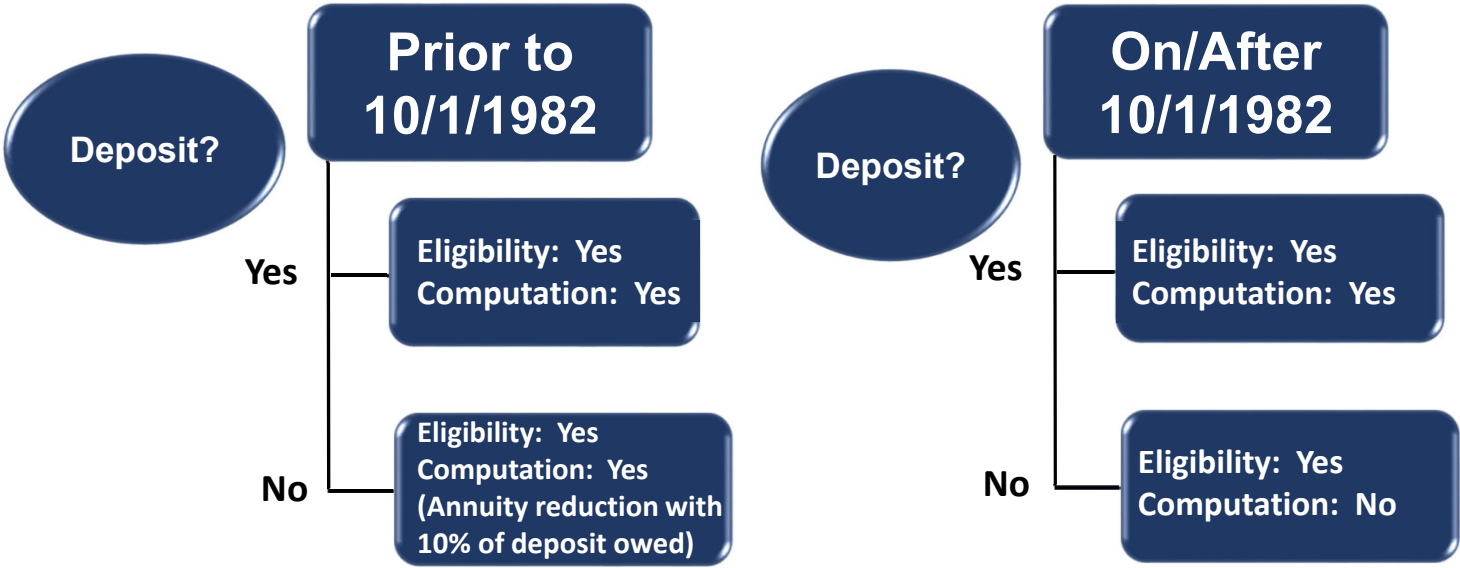 Deposit?
Prior to
10/1/1982
Yes
Eligibility: Yes
Computation: Yes
No
Eligibility: Yes
Computation: Yes
(Annuity reduction with
10% of deposit owed)
Deposit?
On/After
10/1/1982
Yes
Eligibility: Yes
Computation: Yes
No
Eligibility: Yes
Computation: No